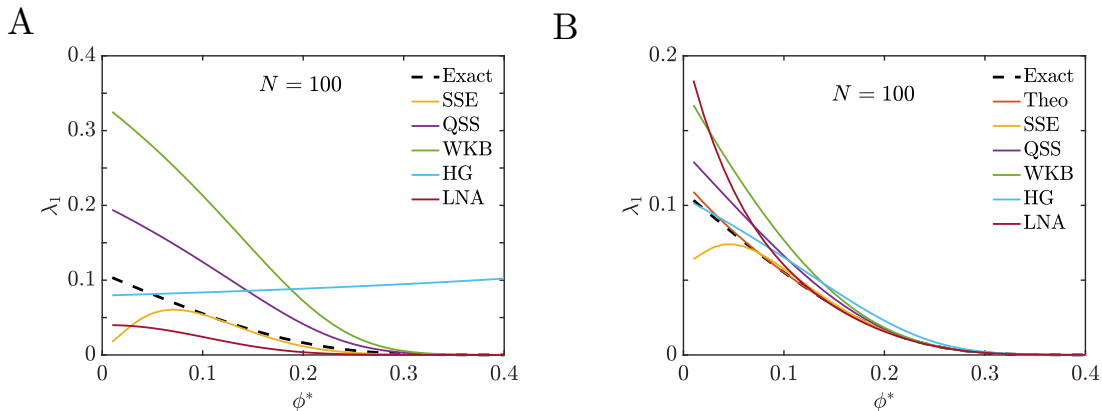 A
0.4
0.3
0.2
0.1
0
λ₁
N = 100
Exact
SSE
QSS
WKB
HG
LNA
0
0.1
0.2
0.3
0.4
ϕ*
B
0.2
0.1
0
λ₁
N = 100
Exact
Theo
SSE
QSS
WKB
HG
LNA
0
0.1
0.2
0.3
0.4
ϕ*